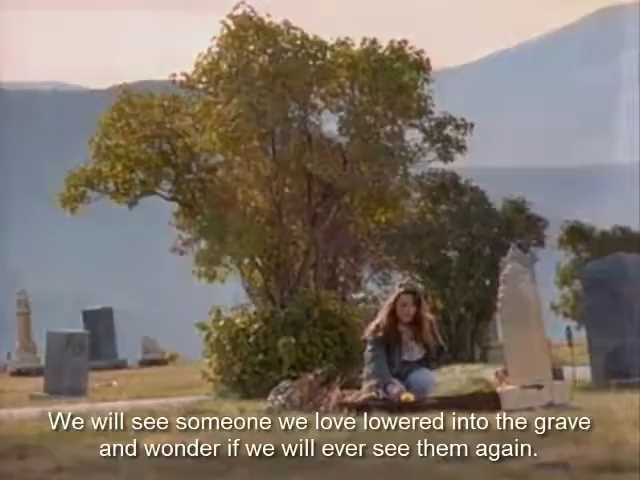 We will see someone we love lowered into the grave
and wonder if we will ever see them again.